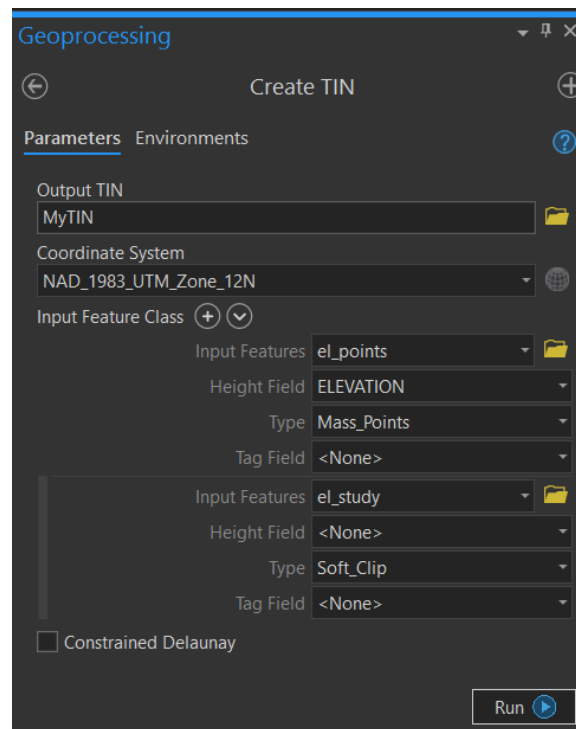 Geoprocessing
Create TIN
Parameters Environments
Output TIN
MyTIN
Coordinate System
NAD_1983_UTM_Zone_12N
Input Feature Class
Input Features el_points
Height Field ELEVATION
Type Mass_Points
Tag Field <None>
Input Features el_study
Height Field <None>
Type Soft_Clip
Tag Field <None>
Constrained Delaunay
Run